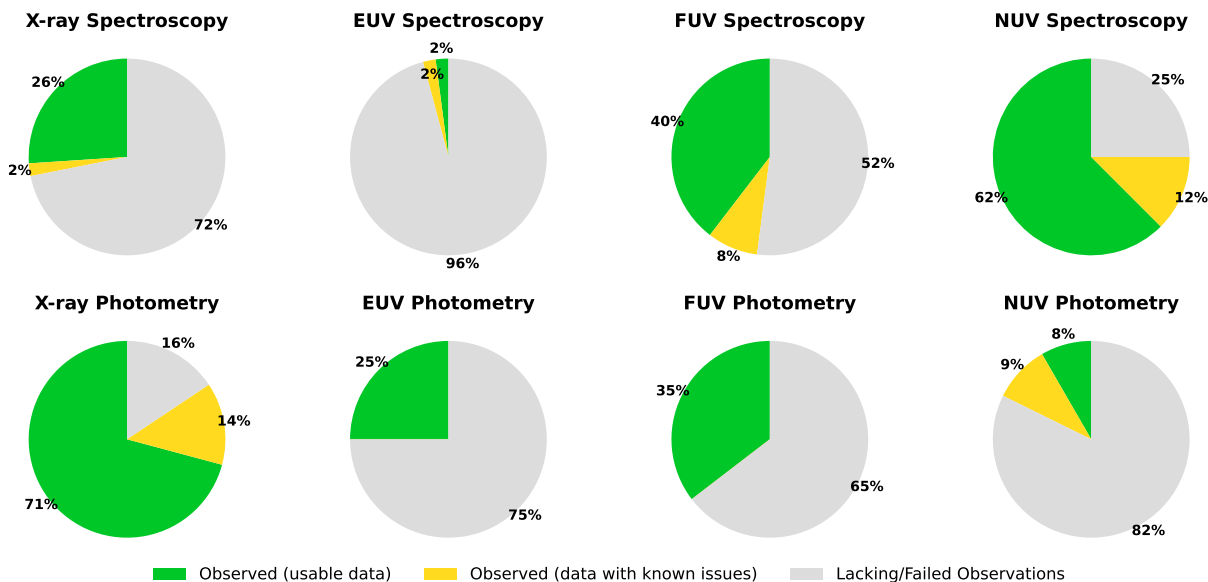 X-ray Spectroscopy
26%
2%
72%
EUV Spectroscopy
2%
2%
96%
FUV Spectroscopy
40%
52%
8%
NUV Spectroscopy
25%
62%
12%
X-ray Photometry
16%
14%
71%
EUV Photometry
25%
75%
FUV Photometry
35%
65%
NUV Photometry
8%
9%
82%
Observed (usable data)
Observed (data with known issues)
Lacking/Failed Observations